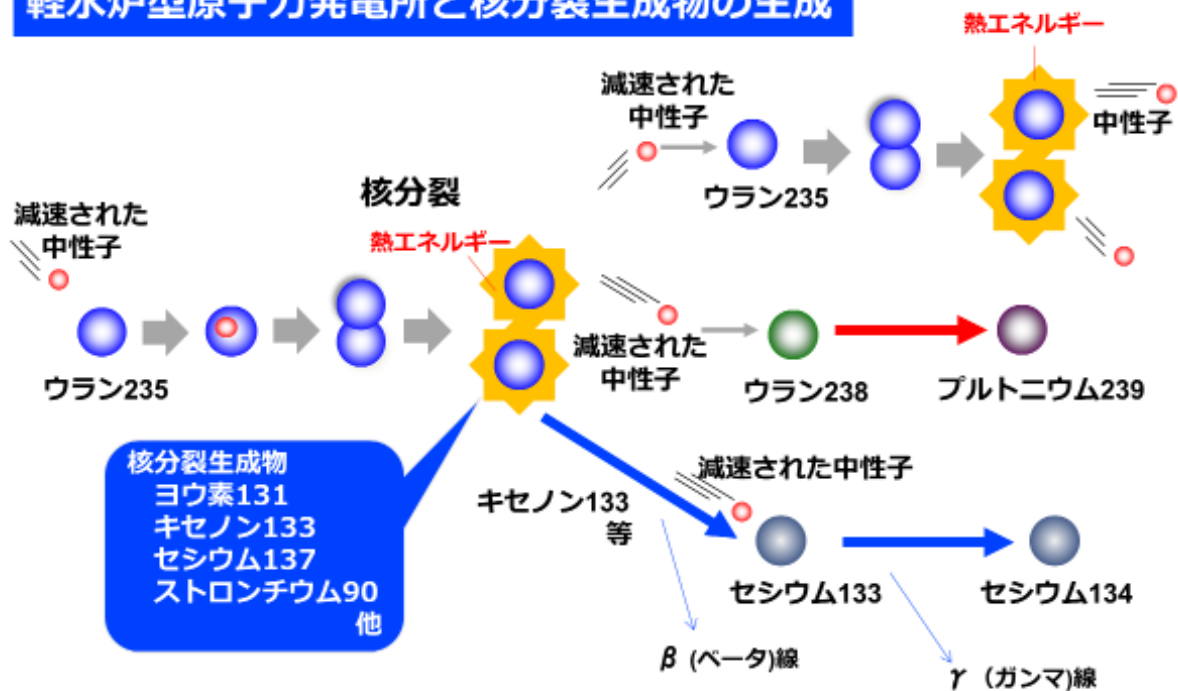 軽水炉型原子力発電所と核分裂生成物の生成
熱エネルギー
減速された
中性子
中性子
ウラン235
核分裂
減速された
中性子
熱エネルギー
ウラン235
減速された
中性子
ウラン238
プルトニウム239
核分裂生成物
ヨウ素131
キセノン133
セシウム137
ストロンチウム90
他
キセノン133
等
減速された中性子
セシウム133
セシウム134
β (ベータ)線
γ (ガンマ)線